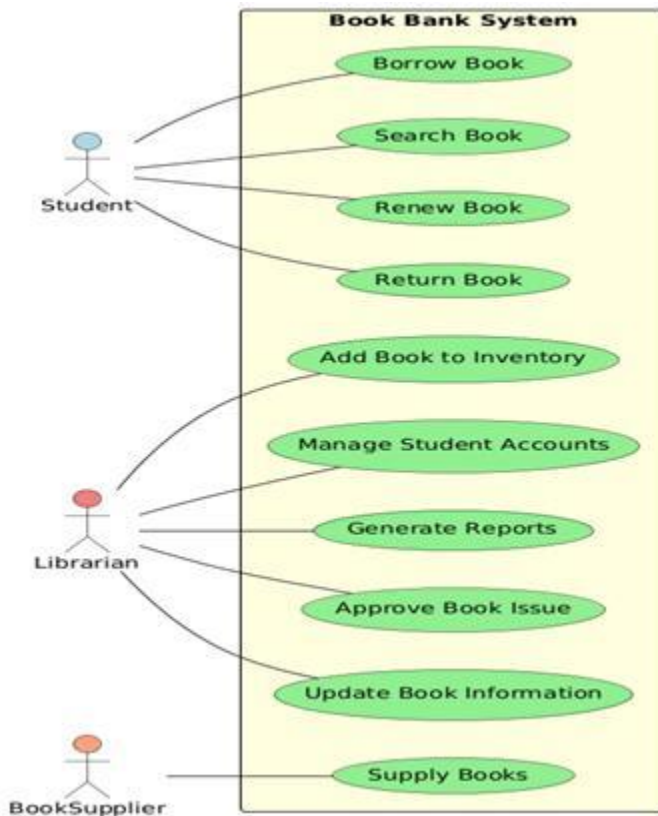 Book Bank System
Borrow Book
Search Book
Student
Renew Book
Return Book
Add Book to Inventory
Manage Student Accounts
Generate Reports
Librarian
Approve Book Issue
Update Book Information
Supply Books
BookSupplier